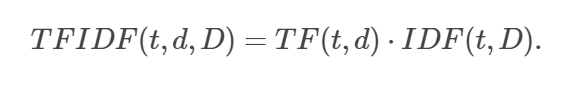 TFIDF(t, d, D) = TF(t, d) · IDF(t, D).